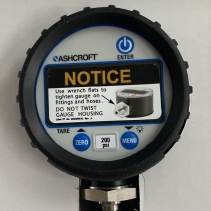 ASHCROFT
ENTER
NOTICE
Use wrench flats to
tighten gauge on
fittings and hoses.
DO NOT TWIST
GAUGE HOUSING
TARE
ZERO
200
psi
MENU